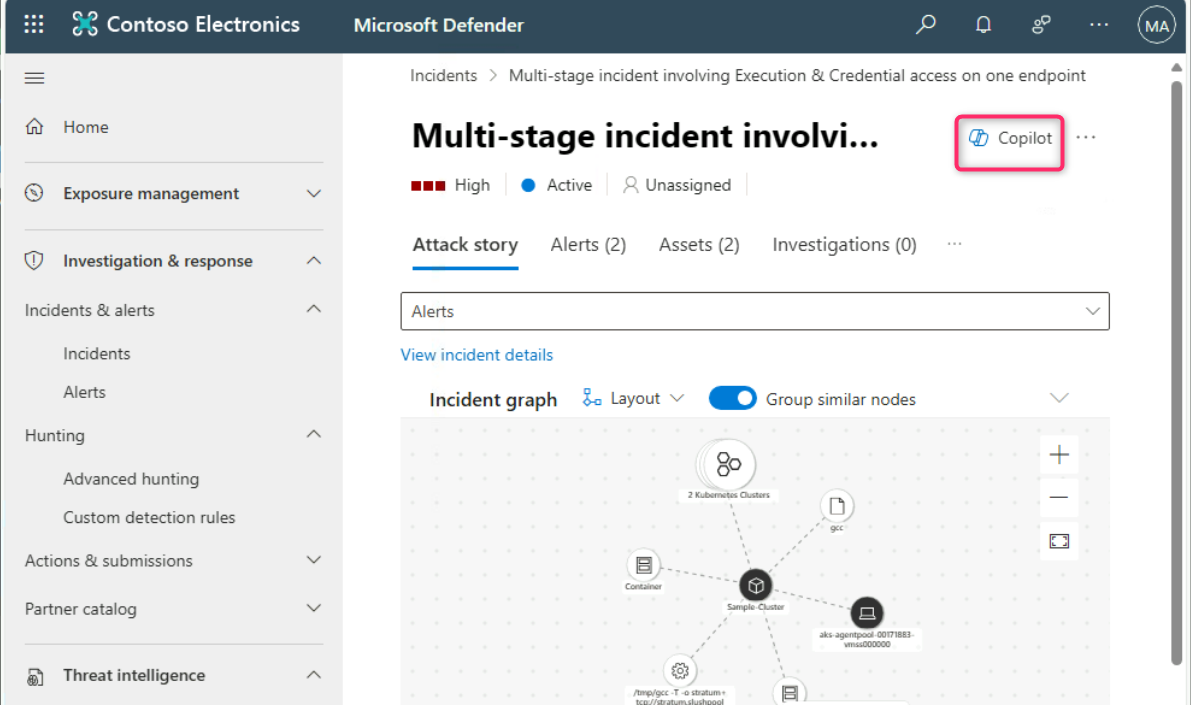 Contoso Electronics
Microsoft Defender
MA
Home
Exposure management
Investigation & response
Incidents & alerts
Incidents
Alerts
Hunting
Advanced hunting
Custom detection rules
Actions & submissions
Partner catalog
Threat intelligence
Incidents > Multi-stage incident involving Execution & Credential access on one endpoint
Multi-stage incident involvi...
Copilot ...
High
Active
Unassigned
Attack story
Alerts (2)
Assets (2)
Investigations (0)
...
Alerts
View incident details
Incident graph
Layout
Group similar nodes
2 Kubernetes Clusters
gcc
Container
Sample-Cluster
aks-agentpool-00171883-
vmss000000
/tmp/gcc -T -o stratum+
tcp://stratum.slushpool